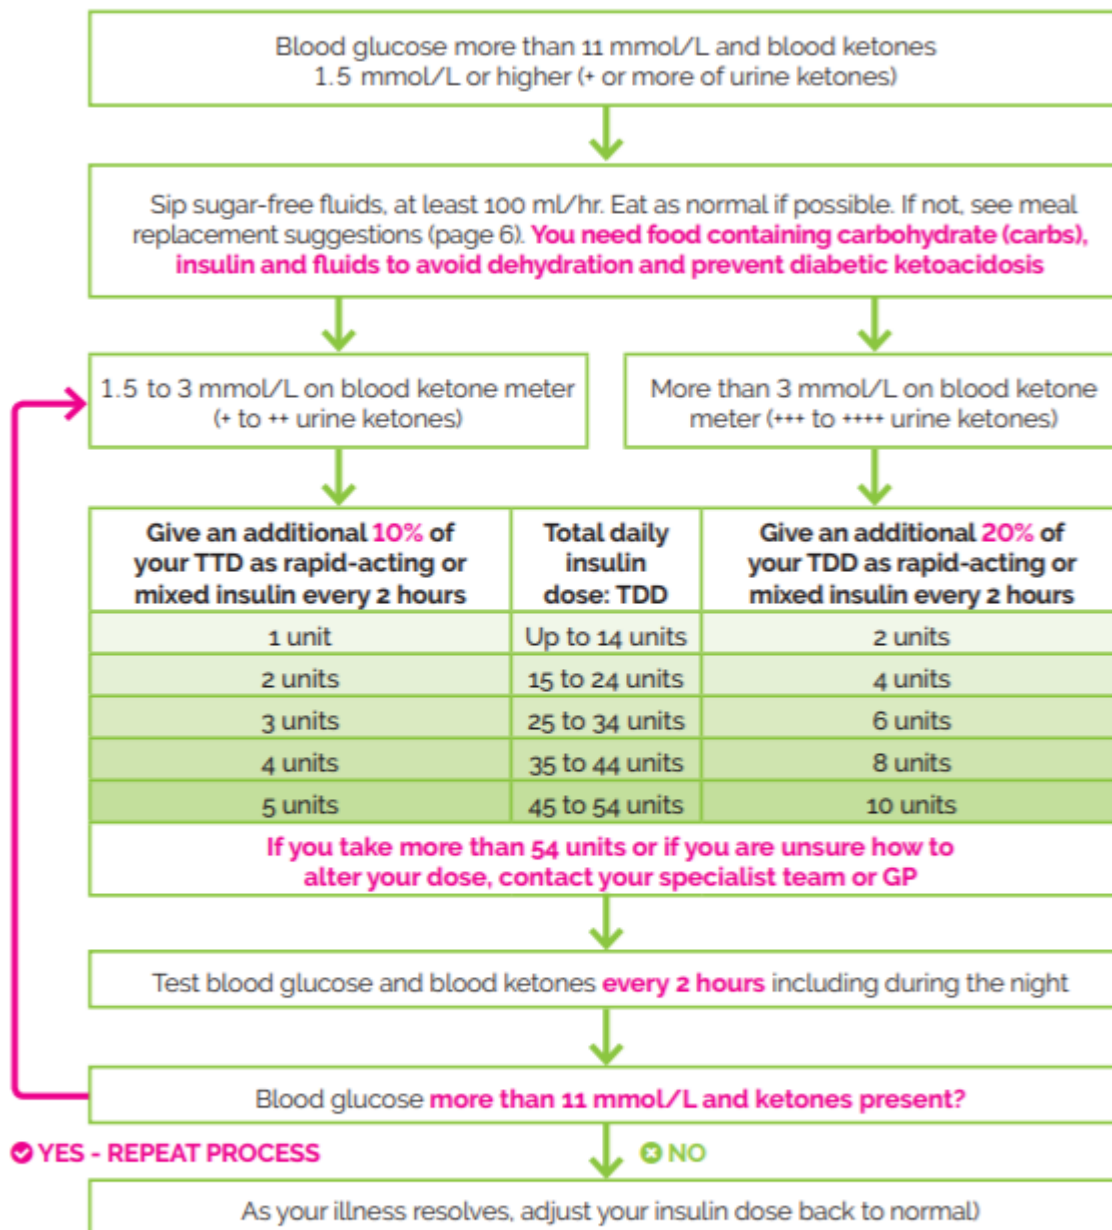 Blood glucose more than 11 mmol/L and blood ketones
1.5 mmol/L or higher (+ or more of urine ketones)
Sip sugar-free fluids, at least 100 ml/hr. Eat as normal if possible. If not, see meal
replacement suggestions (page 6). You need food containing carbohydrate (carbs),
insulin and fluids to avoid dehydration and prevent diabetic ketoacidosis
1.5 to 3 mmol/L on blood ketone meter
(+ to ++ urine ketones)
More than 3 mmol/L on blood ketone
meter (+++ to ++++ urine ketones)
Give an additional 10% of
your TTD as rapid-acting or
mixed insulin every 2 hours
Total daily
insulin
dose: TDD
Give an additional 20% of
your TDD as rapid-acting or
mixed insulin every 2 hours
1 unit Up to 14 units 2 units
2 units 15 to 24 units 4 units
3 units 25 to 34 units 6 units
4 units 35 to 44 units 8 units
5 units 45 to 54 units 10 units
If you take more than 54 units or if you are unsure how to
alter your dose, contact your specialist team or GP
Test blood glucose and blood ketones every 2 hours including during the night
Blood glucose more than 11 mmol/L and ketones present?
YES - REPEAT PROCESS
NO
As your illness resolves, adjust your insulin dose back to normal)